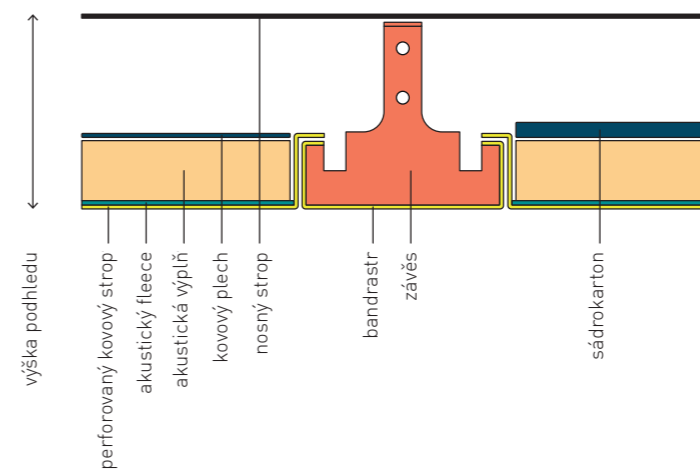 výška podhledu
perforovaný kovový strop
akustický fleece
akustická výplň
kovový plech
nosný strop
bandrastr
závěs
sádrokarton